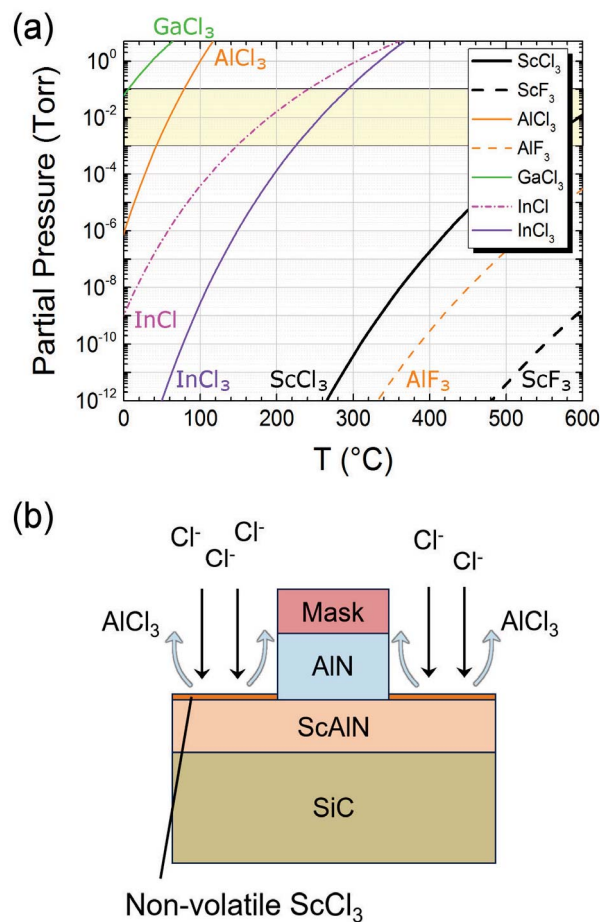 (a)
GaCl₃
AlCl₃
Partial Pressure (Torr)
10⁰
10⁻²
10⁻⁴
10⁻⁶
10⁻⁸
10⁻¹⁰
10⁻¹²
ScCl₃
ScF₃
AlCl₃
AlF₃
GaCl₃
InCl
InCl₃
InCl
InCl₃
ScCl₃
AlF₃
ScF₃
0 100 200 300 400 500 600
T (°C)
(b)
Cl⁻ Cl⁻ Cl⁻
Cl⁻ Cl⁻
AlCl₃ Mask AlCl₃
AlN
ScAlN
SiC
Non-volatile ScCl₃